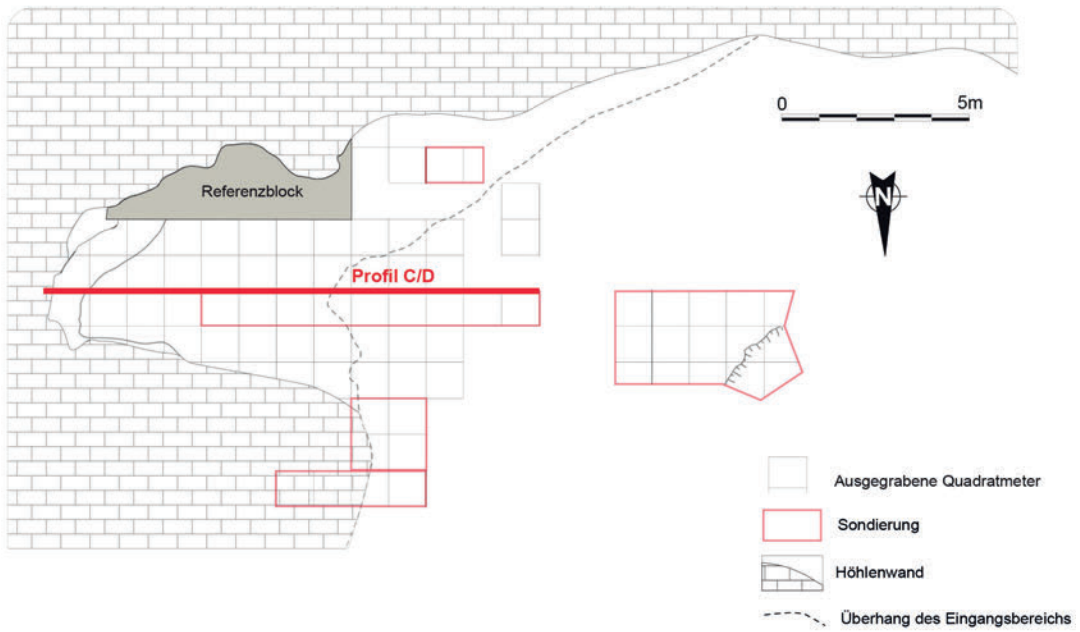 0 5m
N
Referenzblock
Profil C/D
Ausgegrabene Quadratmeter
Sondierung
Höhlenwand
Überhang des Eingangsbereichs